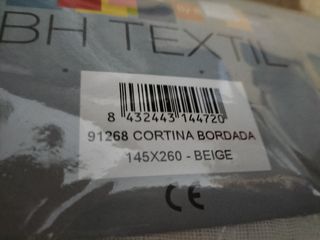 BH TEXTIL
8 432443 144720
91268 CORTINA BORDADA
145X260 - BEIGE
CE